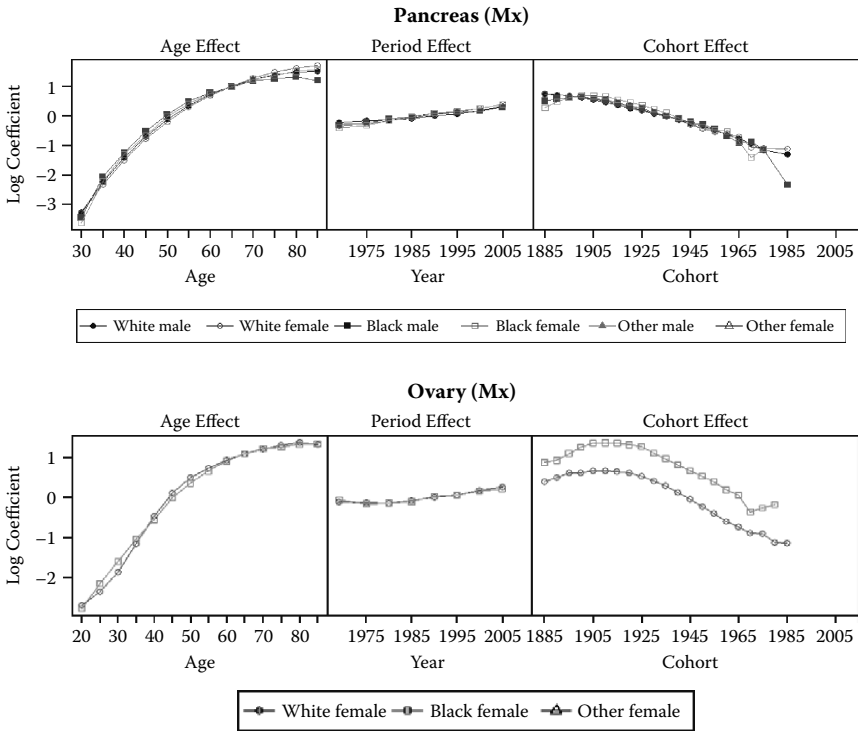 Pancreas (Mx)
Age Effect Period Effect Cohort Effect
Log Coefficient
1
0
−1
−2
−3
30 40 50 60 70 80 1975 1985 1995 2005 1885 1905 1925 1945 1965 1985 2005
Age Year Cohort
White male White female Black male Black female Other male Other female
Ovary (Mx)
Age Effect Period Effect Cohort Effect
Log Coefficient
1
0
−1
−2
20 30 40 50 60 70 80 1975 1985 1995 2005 1885 1905 1925 1945 1965 1985 2005
Age Year Cohort
White female Black female Other female